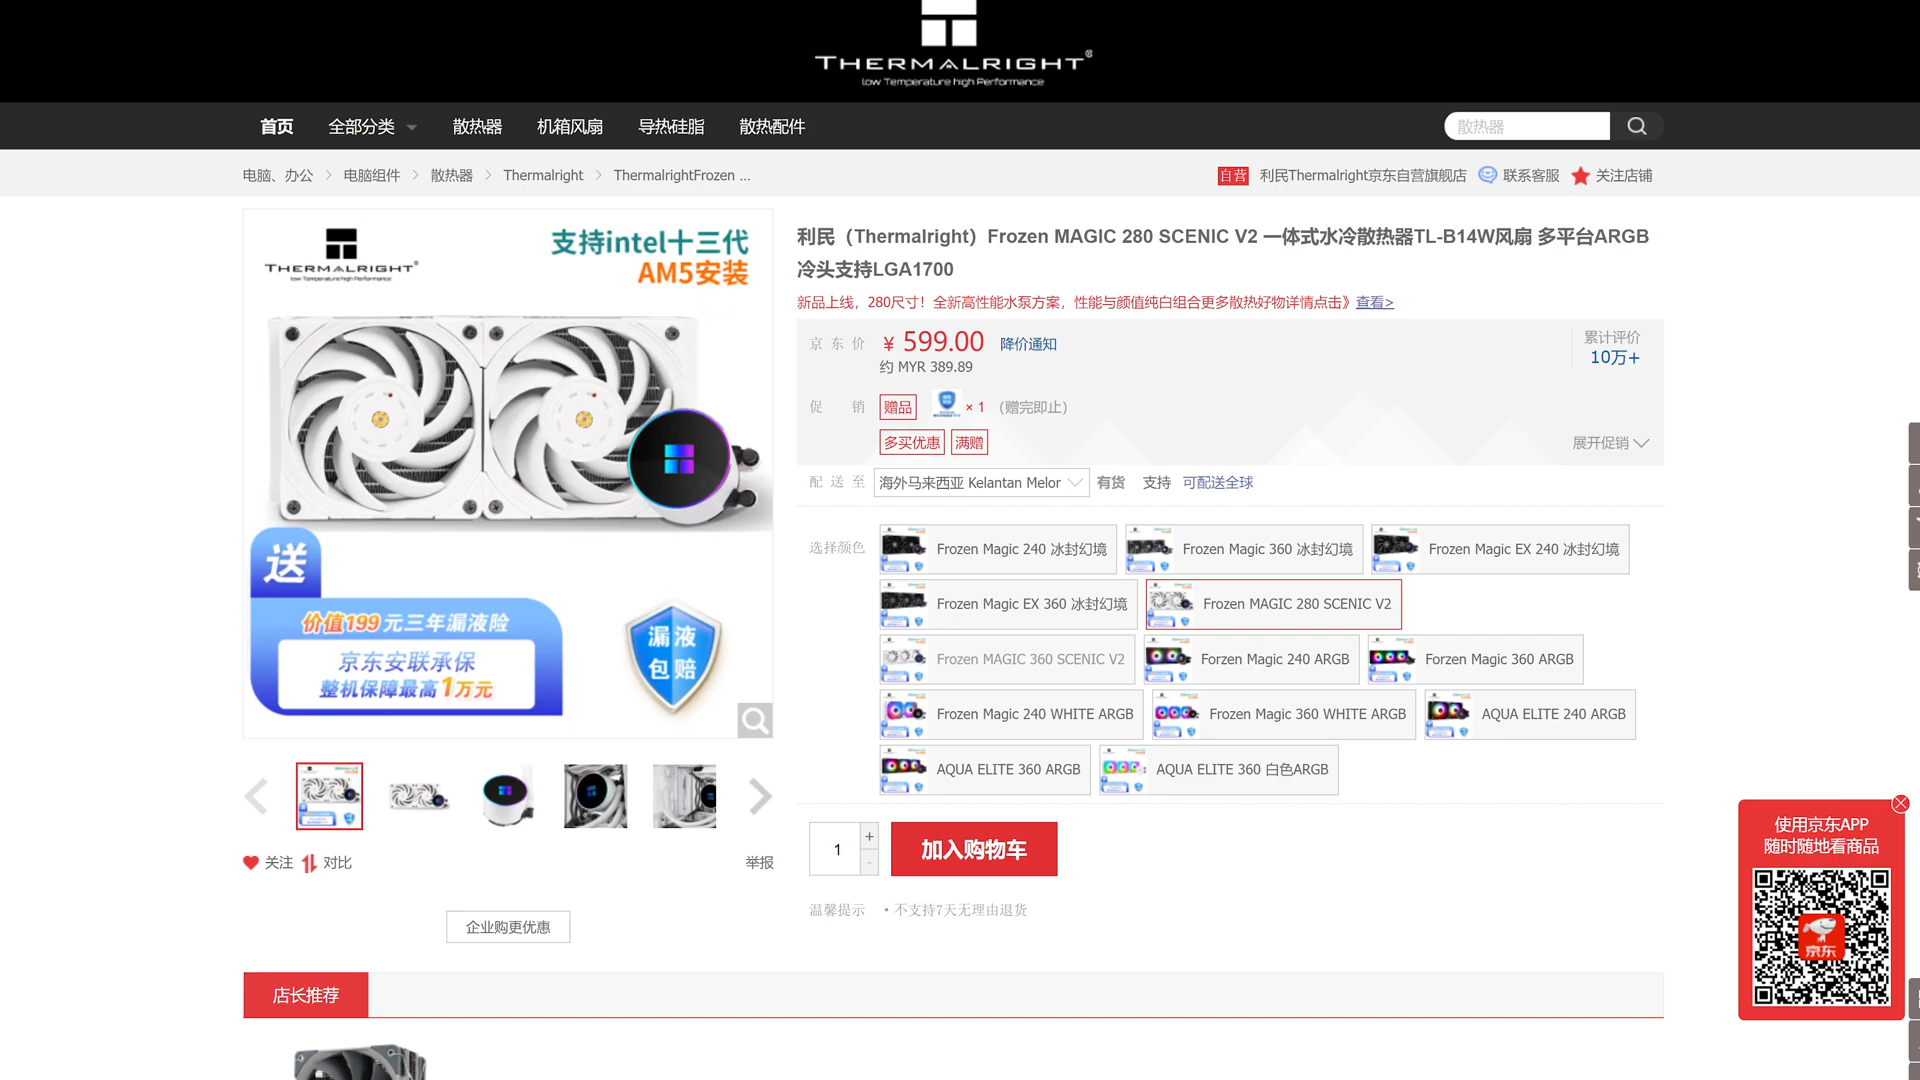 THERMALRIGHT®
low Temperature high Performance
首页
全部分类
散热器
机箱风扇
导热硅脂
散热配件
散热器
电脑、办公
电脑组件
散热器
Thermalright
ThermalrightFrozen ...
自营
利民Thermalright京东自营旗舰店
联系客服
关注店铺
THERMALRIGHT®
low Temperature high Performance
支持intel十三代
AM5安装
送
价值199元三年漏液险
京东安联承保
整机保障最高1万元
漏液
包赔
关注
对比
举报
企业购更优惠
利民（Thermalright）Frozen MAGIC 280 SCENIC V2 一体式水冷散热器TL-B14W风扇 多平台ARGB
冷头支持LGA1700
新品上线，280尺寸！全新高性能水泵方案，性能与颜值纯白组合更多散热好物详情点击》查看>
京东价
￥ 599.00
降价通知
约 MYR 389.89
累计评价
10万+
促销
赠品
× 1
（赠完即止）
多买优惠
满赠
展开促销
配送至
海外马来西亚 Kelantan Melor
有货
支持
可配送全球
选择颜色
Frozen Magic 240 冰封幻境
Frozen Magic 360 冰封幻境
Frozen Magic EX 240 冰封幻境
Frozen Magic EX 360 冰封幻境
Frozen MAGIC 280 SCENIC V2
Frozen MAGIC 360 SCENIC V2
Forzen Magic 240 ARGB
Forzen Magic 360 ARGB
Frozen Magic 240 WHITE ARGB
Frozen Magic 360 WHITE ARGB
AQUA ELITE 240 ARGB
AQUA ELITE 360 ARGB
AQUA ELITE 360 白色ARGB
1
+
-
加入购物车
温馨提示
·不支持7天无理由退货
使用京东APP
随时随地看商品
京东
店长推荐